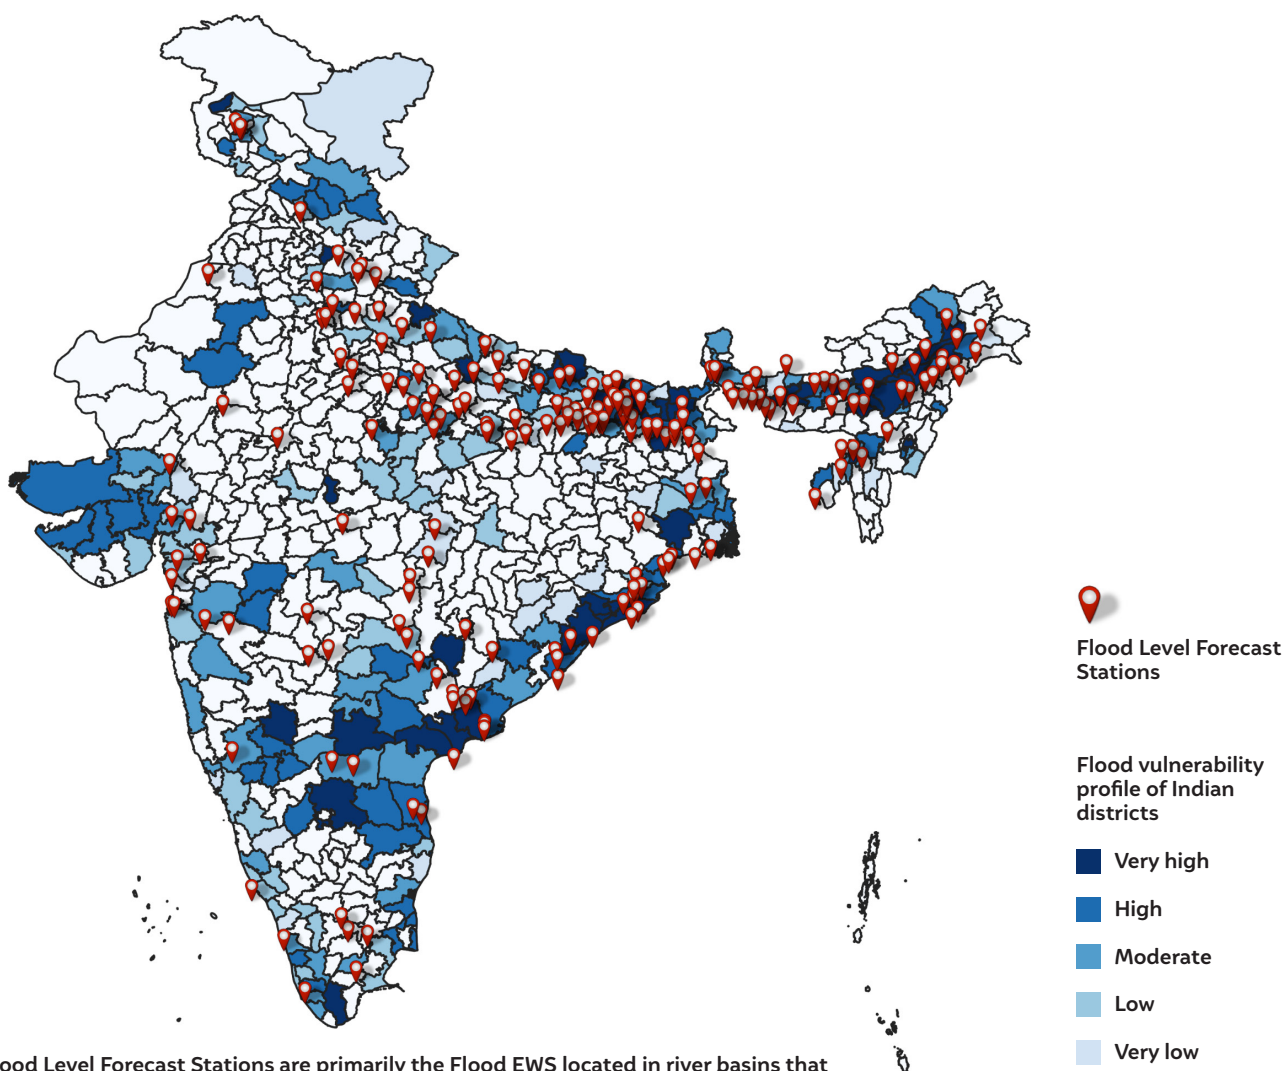 Flood Level Forecast
Stations
Flood vulnerability
profile of Indian
districts
Very high
High
Moderate
Low
Very low
ood Level Forecast Stations are primarily the Flood EWS located in river basins that